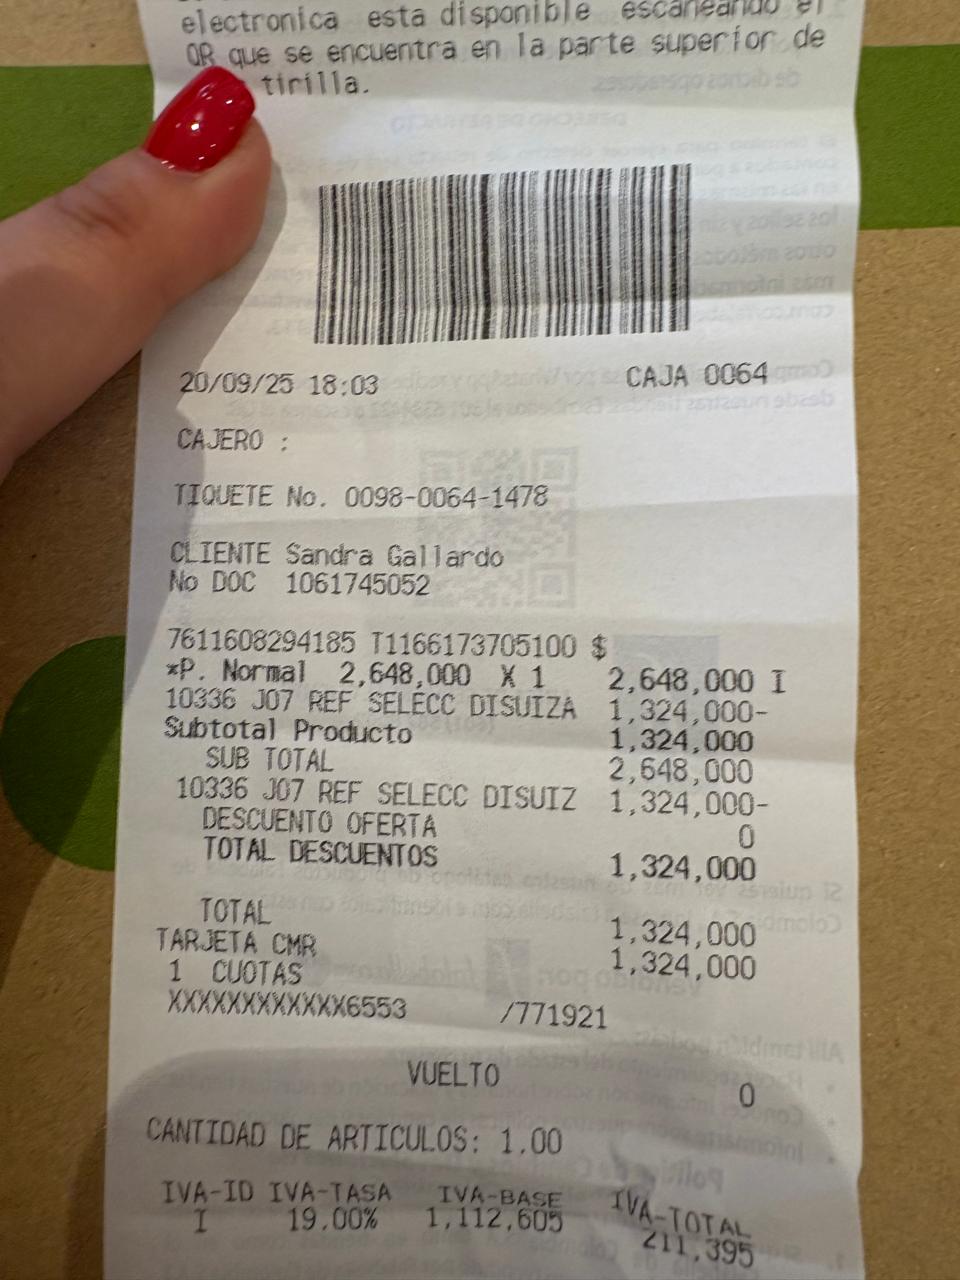 electronica esta disponible escaneando el
QR que se encuentra en la parte superior de
tirilla.
20/09/25 18:03 CAJA 0064
CAJERO :
TIQUETE No. 0098-0064-1478
CLIENTE Sandra Gallardo
No DOC 1061745052
7611608294185 T1166173705100 $
*P. Normal 2,648,000 X 1 2,648,000 I
10336 J07 REF SELECC DISUIZA 1,324,000-
Subtotal Producto 1,324,000
SUB TOTAL 2,648,000
10336 J07 REF SELECC DISUIZ 1,324,000-
DESCUENTO OFERTA 0
TOTAL DESCUENTOS 1,324,000
TOTAL 1,324,000
TARJETA CMR 1,324,000
1 CUOTAS
XXXXXXXXXXXX6553 /771921
VUELTO 0
CANTIDAD DE ARTICULOS: 1.00
IVA-ID IVA-TASA IVA-BASE IVA-TOTAL
I 19.00% 1,112,605 211,395